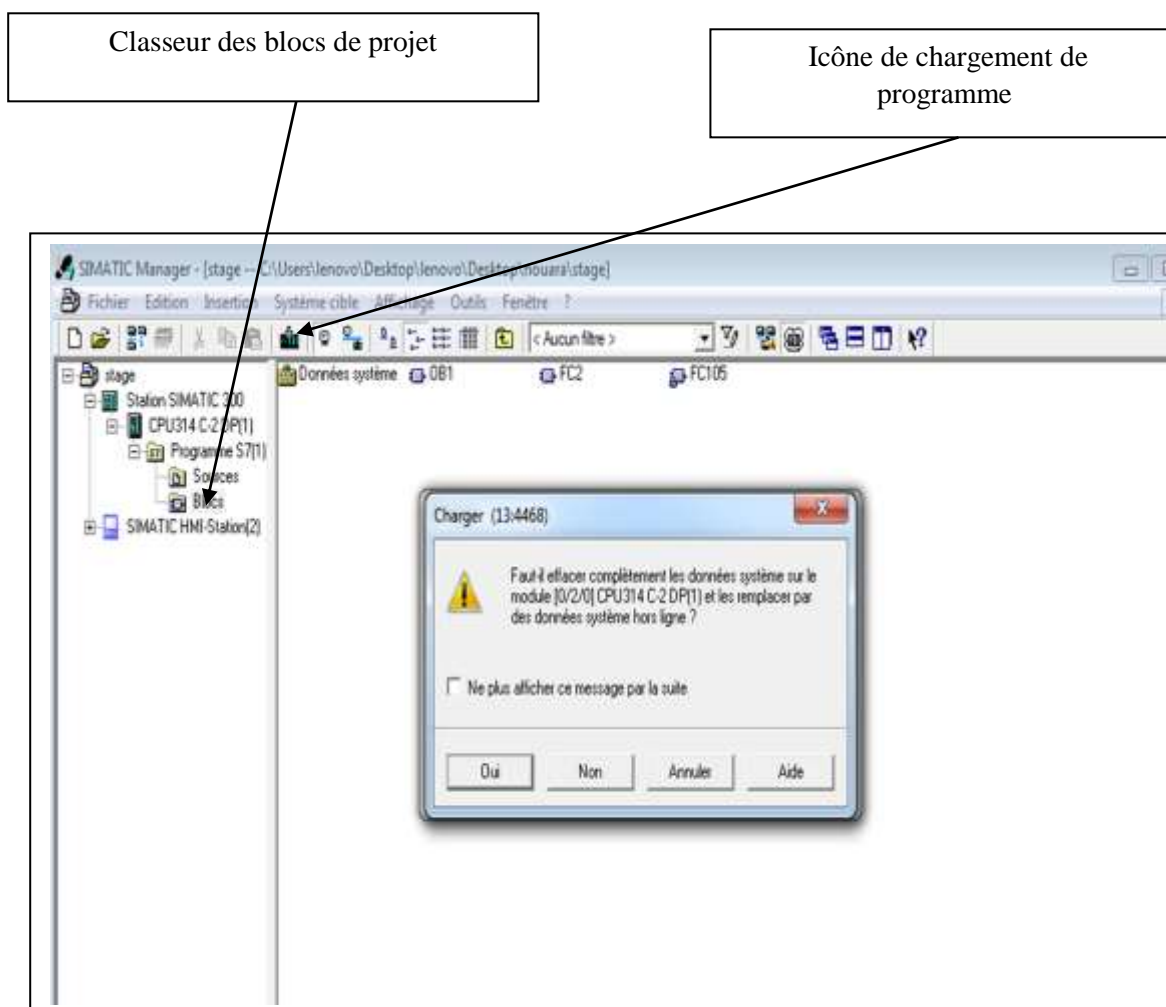 Classeur des blocs de projet
Icône de chargement de
programme
SIMATIC Manager - [stage -- C:\Users\lenovo\Desktop\lenovo\Desktop\nouara\stage]
Fichier Edition Insertion Système cible Affichage Outils Fenêtre ?
< Aucun filtre >
stage
Station SIMATIC 300
CPU314 C-2 DP(1)
Programme S7(1)
Sources
Blocs
SIMATIC HMI-Station(2)
Données système OB1 FC2 FC105
Charger (13:4468)
Faut-il effacer complètement les données système sur le
module [0/2/0] CPU314 C-2 DP(1) et les remplacer par
des données système hors ligne ?
Ne plus afficher ce message par la suite
Oui Non Annuler Aide